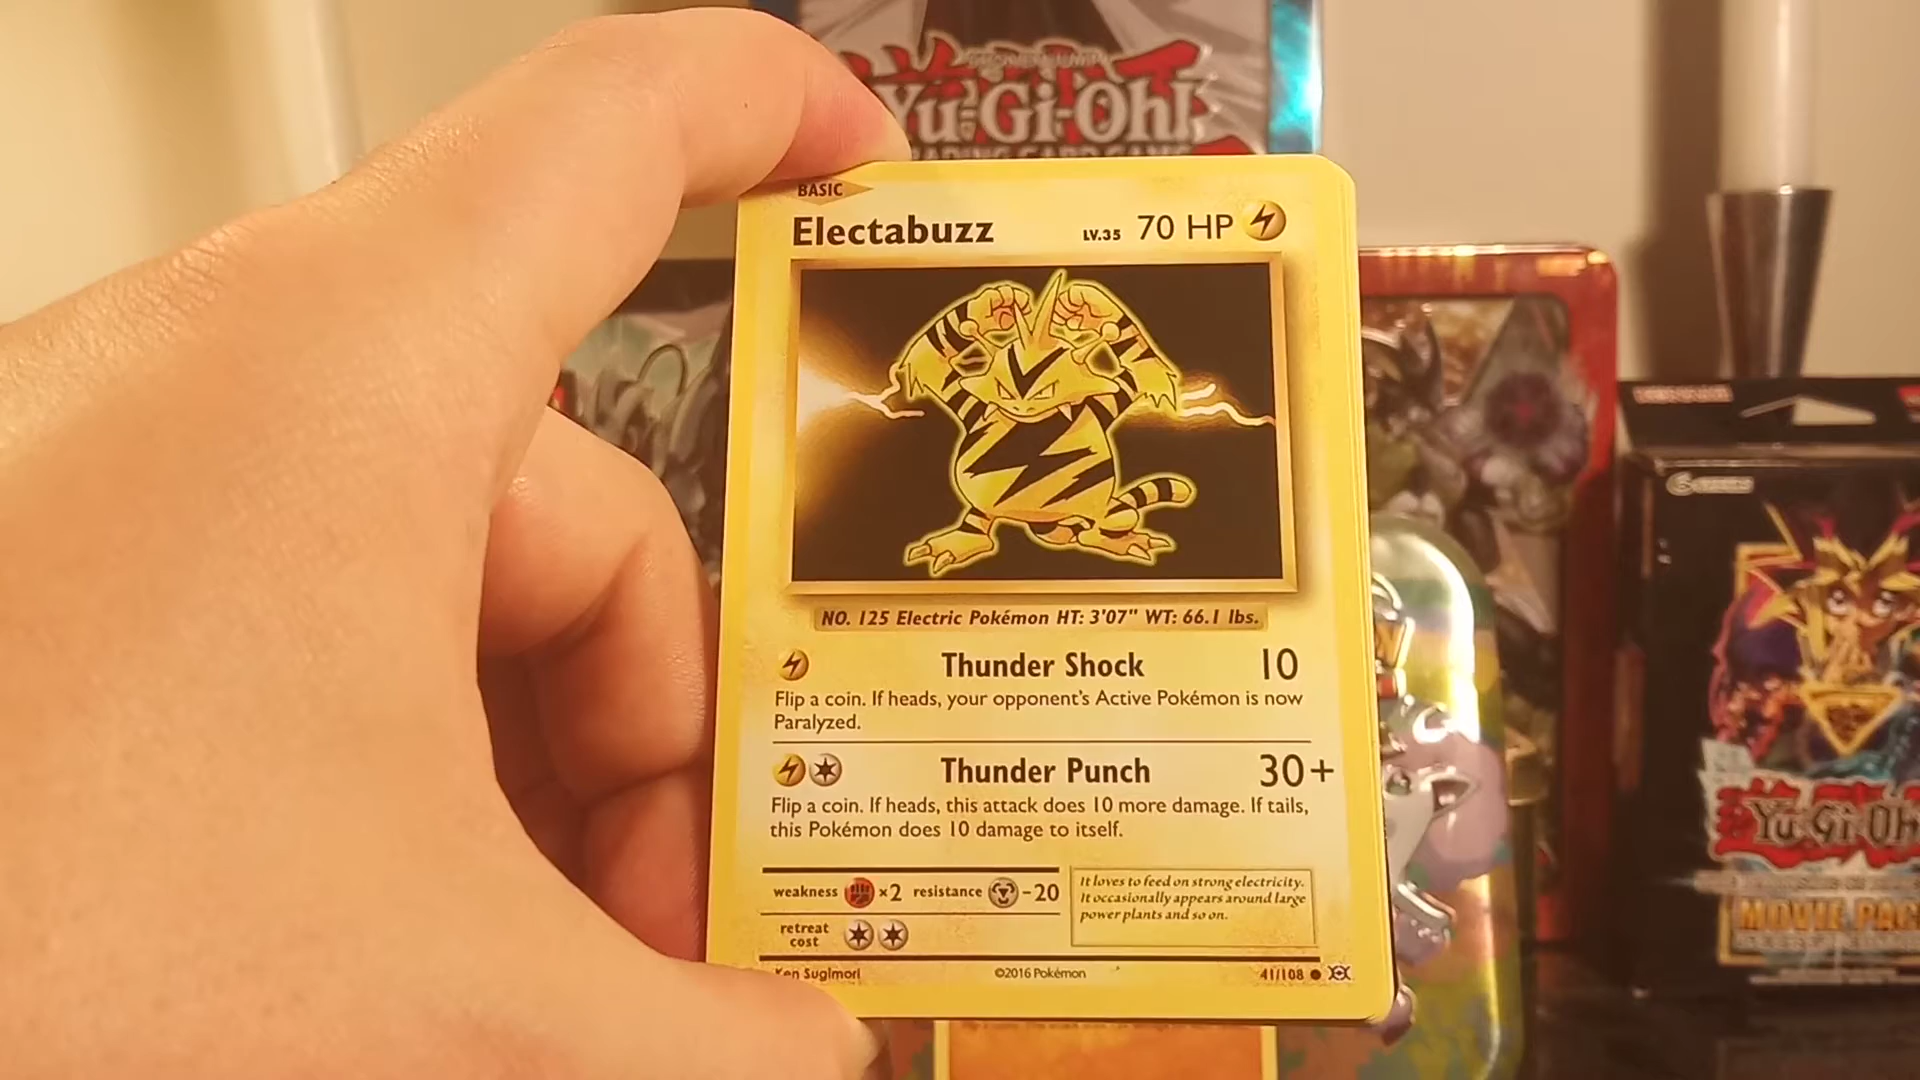 Yu-Gi-Oh!
TRADING CARD GAME
BASIC
Electabuzz LV.35 70 HP
NO. 125 Electric Pokémon HT: 3'07" WT: 66.1 lbs.
Thunder Shock 10
Flip a coin. If heads, your opponent's Active Pokémon is now
Paralyzed.
Thunder Punch 30+
Flip a coin. If heads, this attack does 10 more damage. If tails,
this Pokémon does 10 damage to itself.
weakness ×2 resistance -20
It loves to feed on strong electricity.
It occasionally appears around large
power plants and so on.
retreat
cost
Ken Sugimori ©2016 Pokémon 41/108
Yu-Gi-Oh
MOVIE PAC